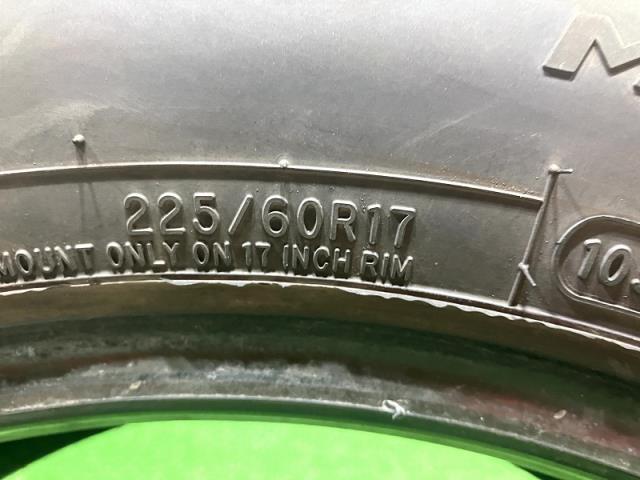 225/60R17
MOUNT ONLY ON 17 INCH RIM